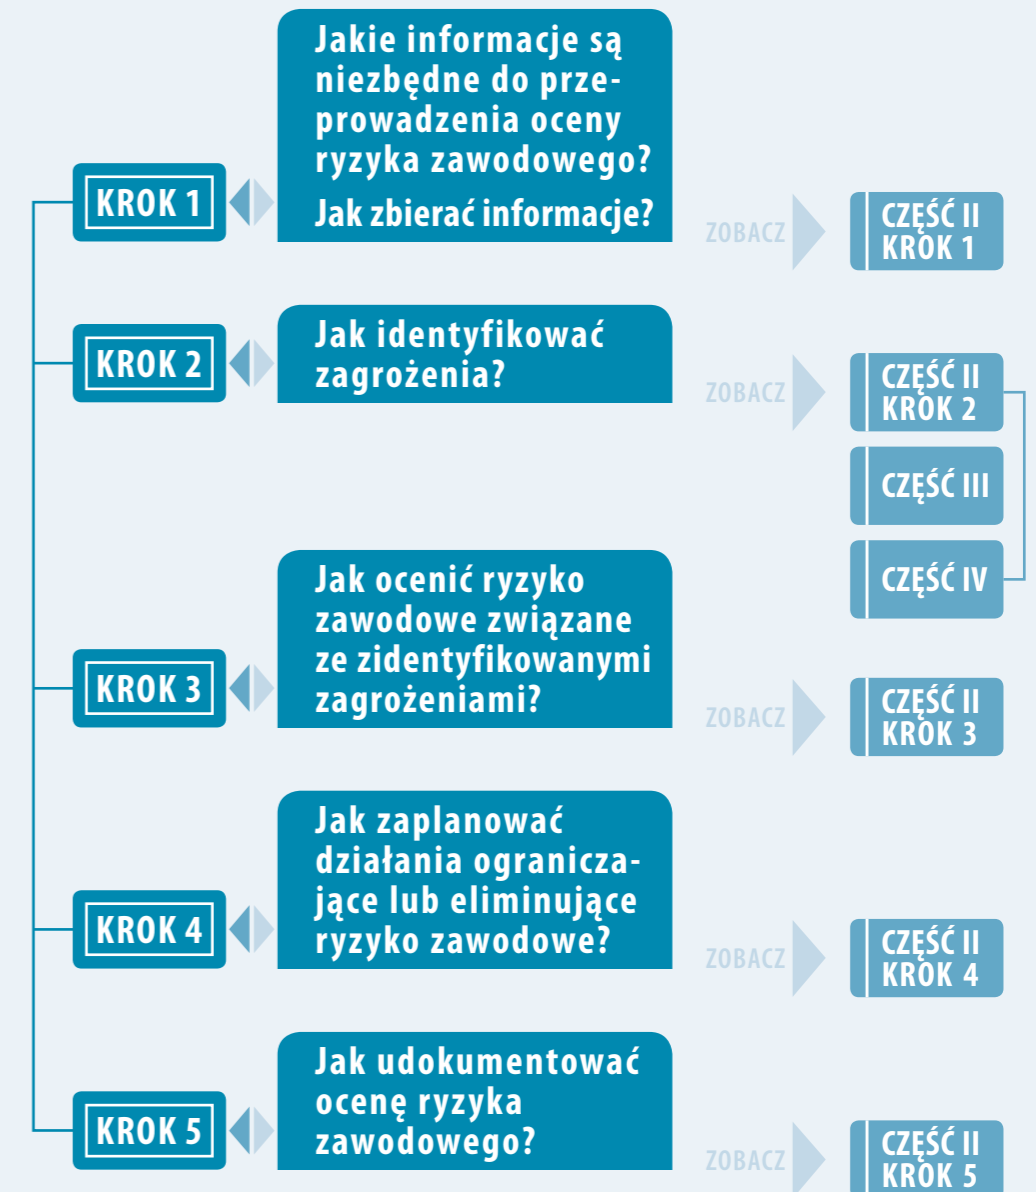 KROK 1
Jakie informacje są
niezbędne do prze-
prowadzenia oceny
ryzyka zawodowego?
Jak zbierać informacje?
ZOBACZ
CZĘŚĆ II
KROK 1
KROK 2
Jak identyfikować
zagrożenia?
ZOBACZ
CZĘŚĆ II
KROK 2
CZĘŚĆ III
CZĘŚĆ IV
KROK 3
Jak ocenić ryzyko
zawodowe związane
ze zidentyfikowanymi
zagrożeniami?
ZOBACZ
CZĘŚĆ II
KROK 3
KROK 4
Jak zaplanować
działania ogranicza-
jące lub eliminujące
ryzyko zawodowe?
ZOBACZ
CZĘŚĆ II
KROK 4
KROK 5
Jak udokumentować
ocenę ryzyka
zawodowego?
ZOBACZ
CZĘŚĆ II
KROK 5